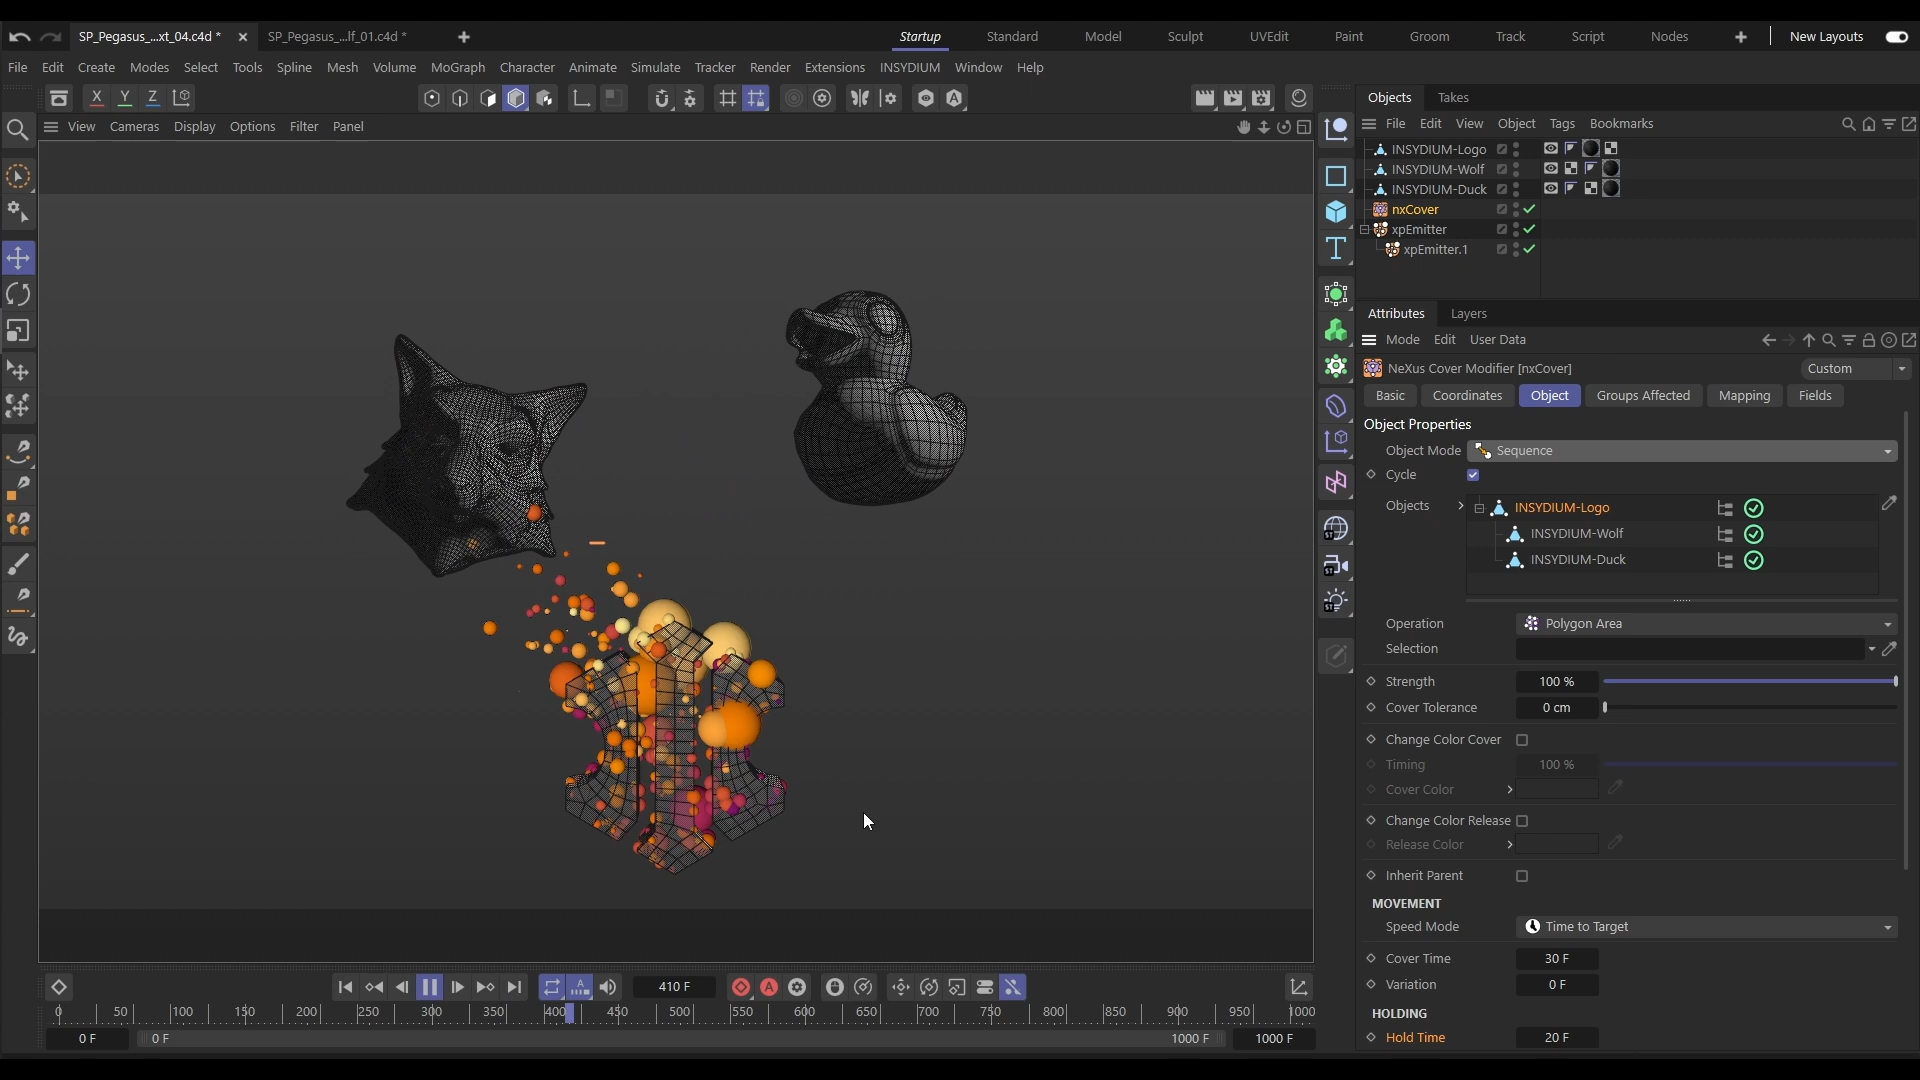 SP_Pegasus_...xt_04.c4d * SP_Pegasus_...lf_01.c4d * Startup Standard Model Sculpt UVEdit Paint Groom Track Script Nodes New Layouts
File Edit Create Modes Select Tools Spline Mesh Volume MoGraph Character Animate Simulate Tracker Render Extensions INSYDIUM Window Help
X Y Z
Objects Takes
View Cameras Display Options Filter Panel
File Edit View Object Tags Bookmarks
INSYDIUM-Logo
INSYDIUM-Wolf
INSYDIUM-Duck
nxCover
xpEmitter
xpEmitter.1
Attributes Layers
Mode Edit User Data
NeXus Cover Modifier [nxCover] Custom
Basic Coordinates Object Groups Affected Mapping Fields
Object Properties
Object Mode Sequence
Cycle
Objects INSYDIUM-Logo
INSYDIUM-Wolf
INSYDIUM-Duck
Operation Polygon Area
Selection
Strength 100 %
Cover Tolerance 0 cm
Change Color Cover
Timing 100 %
Cover Color
Change Color Release
Release Color
Inherit Parent
MOVEMENT
Speed Mode Time to Target
Cover Time 30 F
Variation 0 F
HOLDING
Hold Time 20 F
410 F
0 50 100 150 200 250 300 350 400 450 500 550 600 650 700 750 800 850 900 950 1000
0 F 0 F 1000 F 1000 F